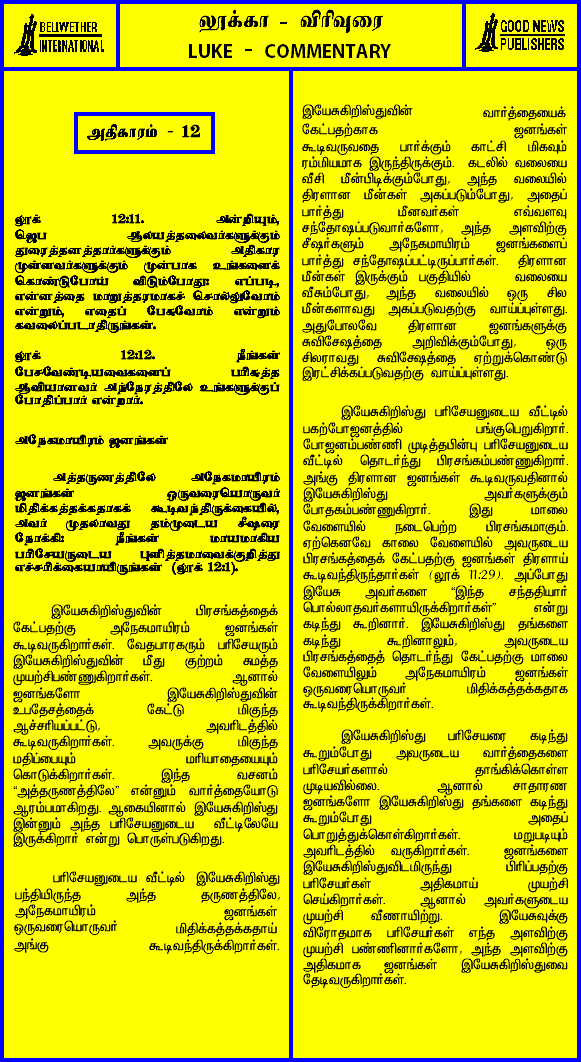 BELLWETHER
INTERNATIONAL
லூக்கா - விரிவுரை
LUKE - COMMENTARY
GOOD NEWS
PUBLISHERS
அதிகாரம் - 12
லூக் 12:11. அன்றியும்,
ஜெப ஆலயத்தலைவர்களுக்கும்
துரைத்தனத்தார்களுக்கும் அதிகார
முள்ளவர்களுக்கும் முன்பாக உங்களைக்
கொண்டுபோய் விடும்போது: எப்படி,
என்னத்தை மாறுத்தரமாகச் சொல்லுவோம்
என்றும், எதைப் பேசுவோம் என்றும்
கவலைப்படாதிருங்கள்.
லூக் 12:12. நீங்கள்
பேசவேண்டியவைகளைப் பரிசுத்த
ஆவியானவர் அந்நேரத்திலே உங்களுக்குப்
போதிப்பார் என்றார்.
அநேகமாயிரம் ஜனங்கள்
அத்தருணத்திலே அநேகமாயிரம்
ஜனங்கள் ஒருவரையொருவர்
மிதிக்கத்தக்கதாகக் கூடிவந்திருக்கையில்,
அவர் முதலாவது தம்முடைய சீஷரை
நோக்கி: நீங்கள் மாயமாகிய
பரிசேயருடைய புளித்தமாவைக்குறித்து
எச்சரிக்கையாயிருங்கள் (லூக் 12:1).
இயேசுகிறிஸ்துவின் பிரசங்கத்தைக்
கேட்பதற்கு அநேகமாயிரம் ஜனங்கள்
கூடிவருகிறார்கள். வேதபாரகரும் பரிசேயரும்
இயேசுகிறிஸ்துவின் மீது குற்றம் சுமத்த
முயற்சிபண்ணுகிறார்கள். ஆனால்
ஜனங்களோ இயேசுகிறிஸ்துவின்
உபதேசத்தைக் கேட்டு மிகுந்த
ஆச்சரியப்பட்டு, அவரிடத்தில்
கூடிவருகிறார்கள். அவருக்கு மிகுந்த
மதிப்பையும் மரியாதையையும்
கொடுக்கிறார்கள். இந்த வசனம்
“அத்தருணத்திலே” என்னும் வார்த்தையோடு
ஆரம்பமாகிறது. ஆகையினால் இயேசுகிறிஸ்து
இன்னும் அந்த பரிசேயனுடைய வீட்டிலேயே
இருக்கிறார் என்று பொருள்படுகிறது.
பரிசேயனுடைய வீட்டில் இயேசுகிறிஸ்து
பந்தியிருந்த அந்த தருணத்திலே,
அநேகமாயிரம் ஜனங்கள்
ஒருவரையொருவர் மிதிக்கத்தக்கதாய்
அங்கு கூடிவந்திருக்கிறார்கள்.
இயேசுகிறிஸ்துவின் வார்த்தையைக்
கேட்பதற்காக ஜனங்கள்
கூடிவருவதை பார்க்கும் காட்சி மிகவும்
ரம்மியமாக இருந்திருக்கும். கடலில் வலையை
வீசி மீன்பிடிக்கும்போது, அந்த வலையில்
திரளான மீன்கள் அகப்படும்போது, அதைப்
பார்த்து மீனவர்கள் எவ்வளவு
சந்தோஷப்படுவார்களோ, அந்த அளவிற்கு
சீஷர்களும் அநேகமாயிரம் ஜனங்களைப்
பார்த்து சந்தோஷப்பட்டிருப்பார்கள். திரளான
மீன்கள் இருக்கும் பகுதியில் வலையை
வீசும்போது, அந்த வலையில் ஒரு சில
மீன்களாவது அகப்படுவதற்கு வாய்ப்புள்ளது.
அதுபோலவே திரளான ஜனங்களுக்கு
சுவிசேஷத்தை அறிவிக்கும்போது, ஒரு
சிலராவது சுவிசேஷத்தை ஏற்றுக்கொண்டு
இரட்சிக்கப்படுவதற்கு வாய்ப்புள்ளது.
இயேசுகிறிஸ்து பரிசேயனுடைய வீட்டில்
பகற்போஜனத்தில் பங்குபெறுகிறார்.
போஜனம்பண்ணி முடித்தபின்பு பரிசேயனுடைய
வீட்டில் தொடர்ந்து பிரசங்கம்பண்ணுகிறார்.
அங்கு திரளான ஜனங்கள் கூடிவருவதினால்
இயேசுகிறிஸ்து அவர்களுக்கும்
போதகம்பண்ணுகிறார். இது மாலை
வேளையில் நடைபெற்ற பிரசங்கமாகும்.
ஏற்கெனவே காலை வேளையில் அவருடைய
பிரசங்கத்தைக் கேட்பதற்கு ஜனங்கள் திரளாய்
கூடிவந்திருந்தார்கள் (லூக் 11:29). அப்போது
இயேசு அவர்களை “இந்த சந்ததியார்
பொல்லாதவர்களாயிருக்கிறார்கள்” என்று
கடிந்து கூறினார். இயேசுகிறிஸ்து தங்களை
கடிந்து கூறினாலும், அவருடைய
பிரசங்கத்தைத் தொடர்ந்து கேட்பதற்கு மாலை
வேளையிலும் அநேகமாயிரம் ஜனங்கள்
ஒருவரையொருவர் மிதிக்கத்தக்கதாக
கூடிவந்திருக்கிறார்கள்.
இயேசுகிறிஸ்து பரிசேயரை கடிந்து
கூறும்போது அவருடைய வார்த்தைகளை
பரிசேயர்களால் தாங்கிக்கொள்ள
முடியவில்லை. ஆனால் சாதாரண
ஜனங்களோ இயேசுகிறிஸ்து தங்களை கடிந்து
கூறும்போது அதைப்
பொறுத்துக்கொள்கிறார்கள். மறுபடியும்
அவரிடத்தில் வருகிறார்கள். ஜனங்களை
இயேசுகிறிஸ்துவிடமிருந்து பிரிப்பதற்கு
பரிசேயர்கள் அதிகமாய் முயற்சி
செய்கிறார்கள். ஆனால் அவர்களுடைய
முயற்சி வீணாயிற்று. இயேசுவுக்கு
விரோதமாக பரிசேயர்கள் எந்த அளவிற்கு
முயற்சி பண்ணினார்களோ, அந்த அளவிற்கு
அதிகமாக ஜனங்கள் இயேசுகிறிஸ்துவை
தேடிவருகிறார்கள்.